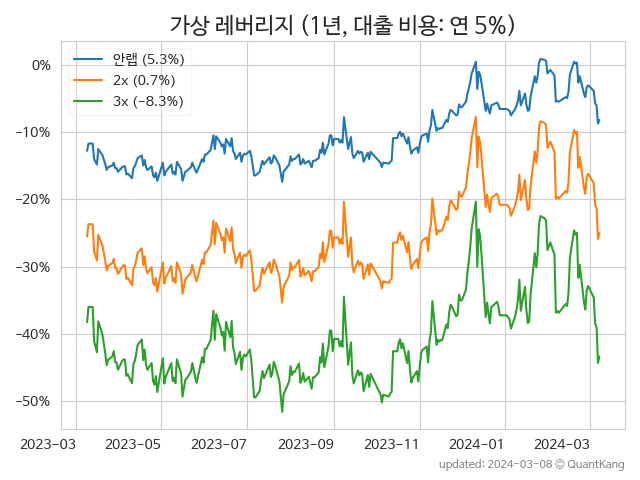 가상 레버리지 (1년, 대출 비용: 연 5%)
안랩 (5.3%)
2x (0.7%)
3x (−8.3%)
0%
−10%
−20%
−30%
−40%
−50%
2023-03 2023-05 2023-07 2023-09 2023-11 2024-01 2024-03
updated: 2024-03-08 © QuantKang